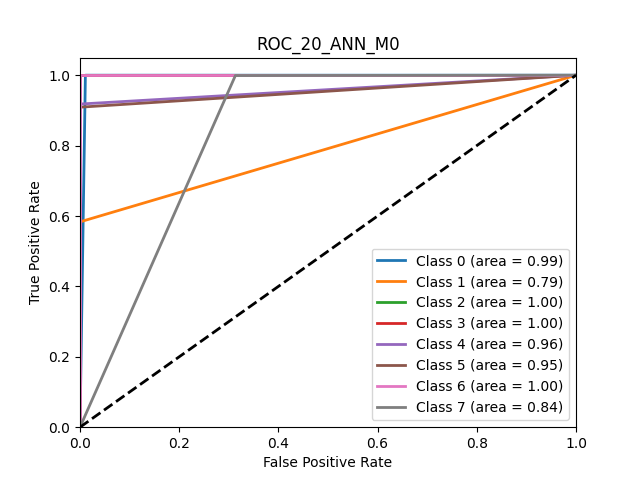 ROC_20_ANN_M0
True Positive Rate
1.0
0.8
0.6
0.4
0.2
0.0
Class 0 (area = 0.99)
Class 1 (area = 0.79)
Class 2 (area = 1.00)
Class 3 (area = 1.00)
Class 4 (area = 0.96)
Class 5 (area = 0.95)
Class 6 (area = 1.00)
Class 7 (area = 0.84)
0.0 0.2 0.4 0.6 0.8 1.0
False Positive Rate